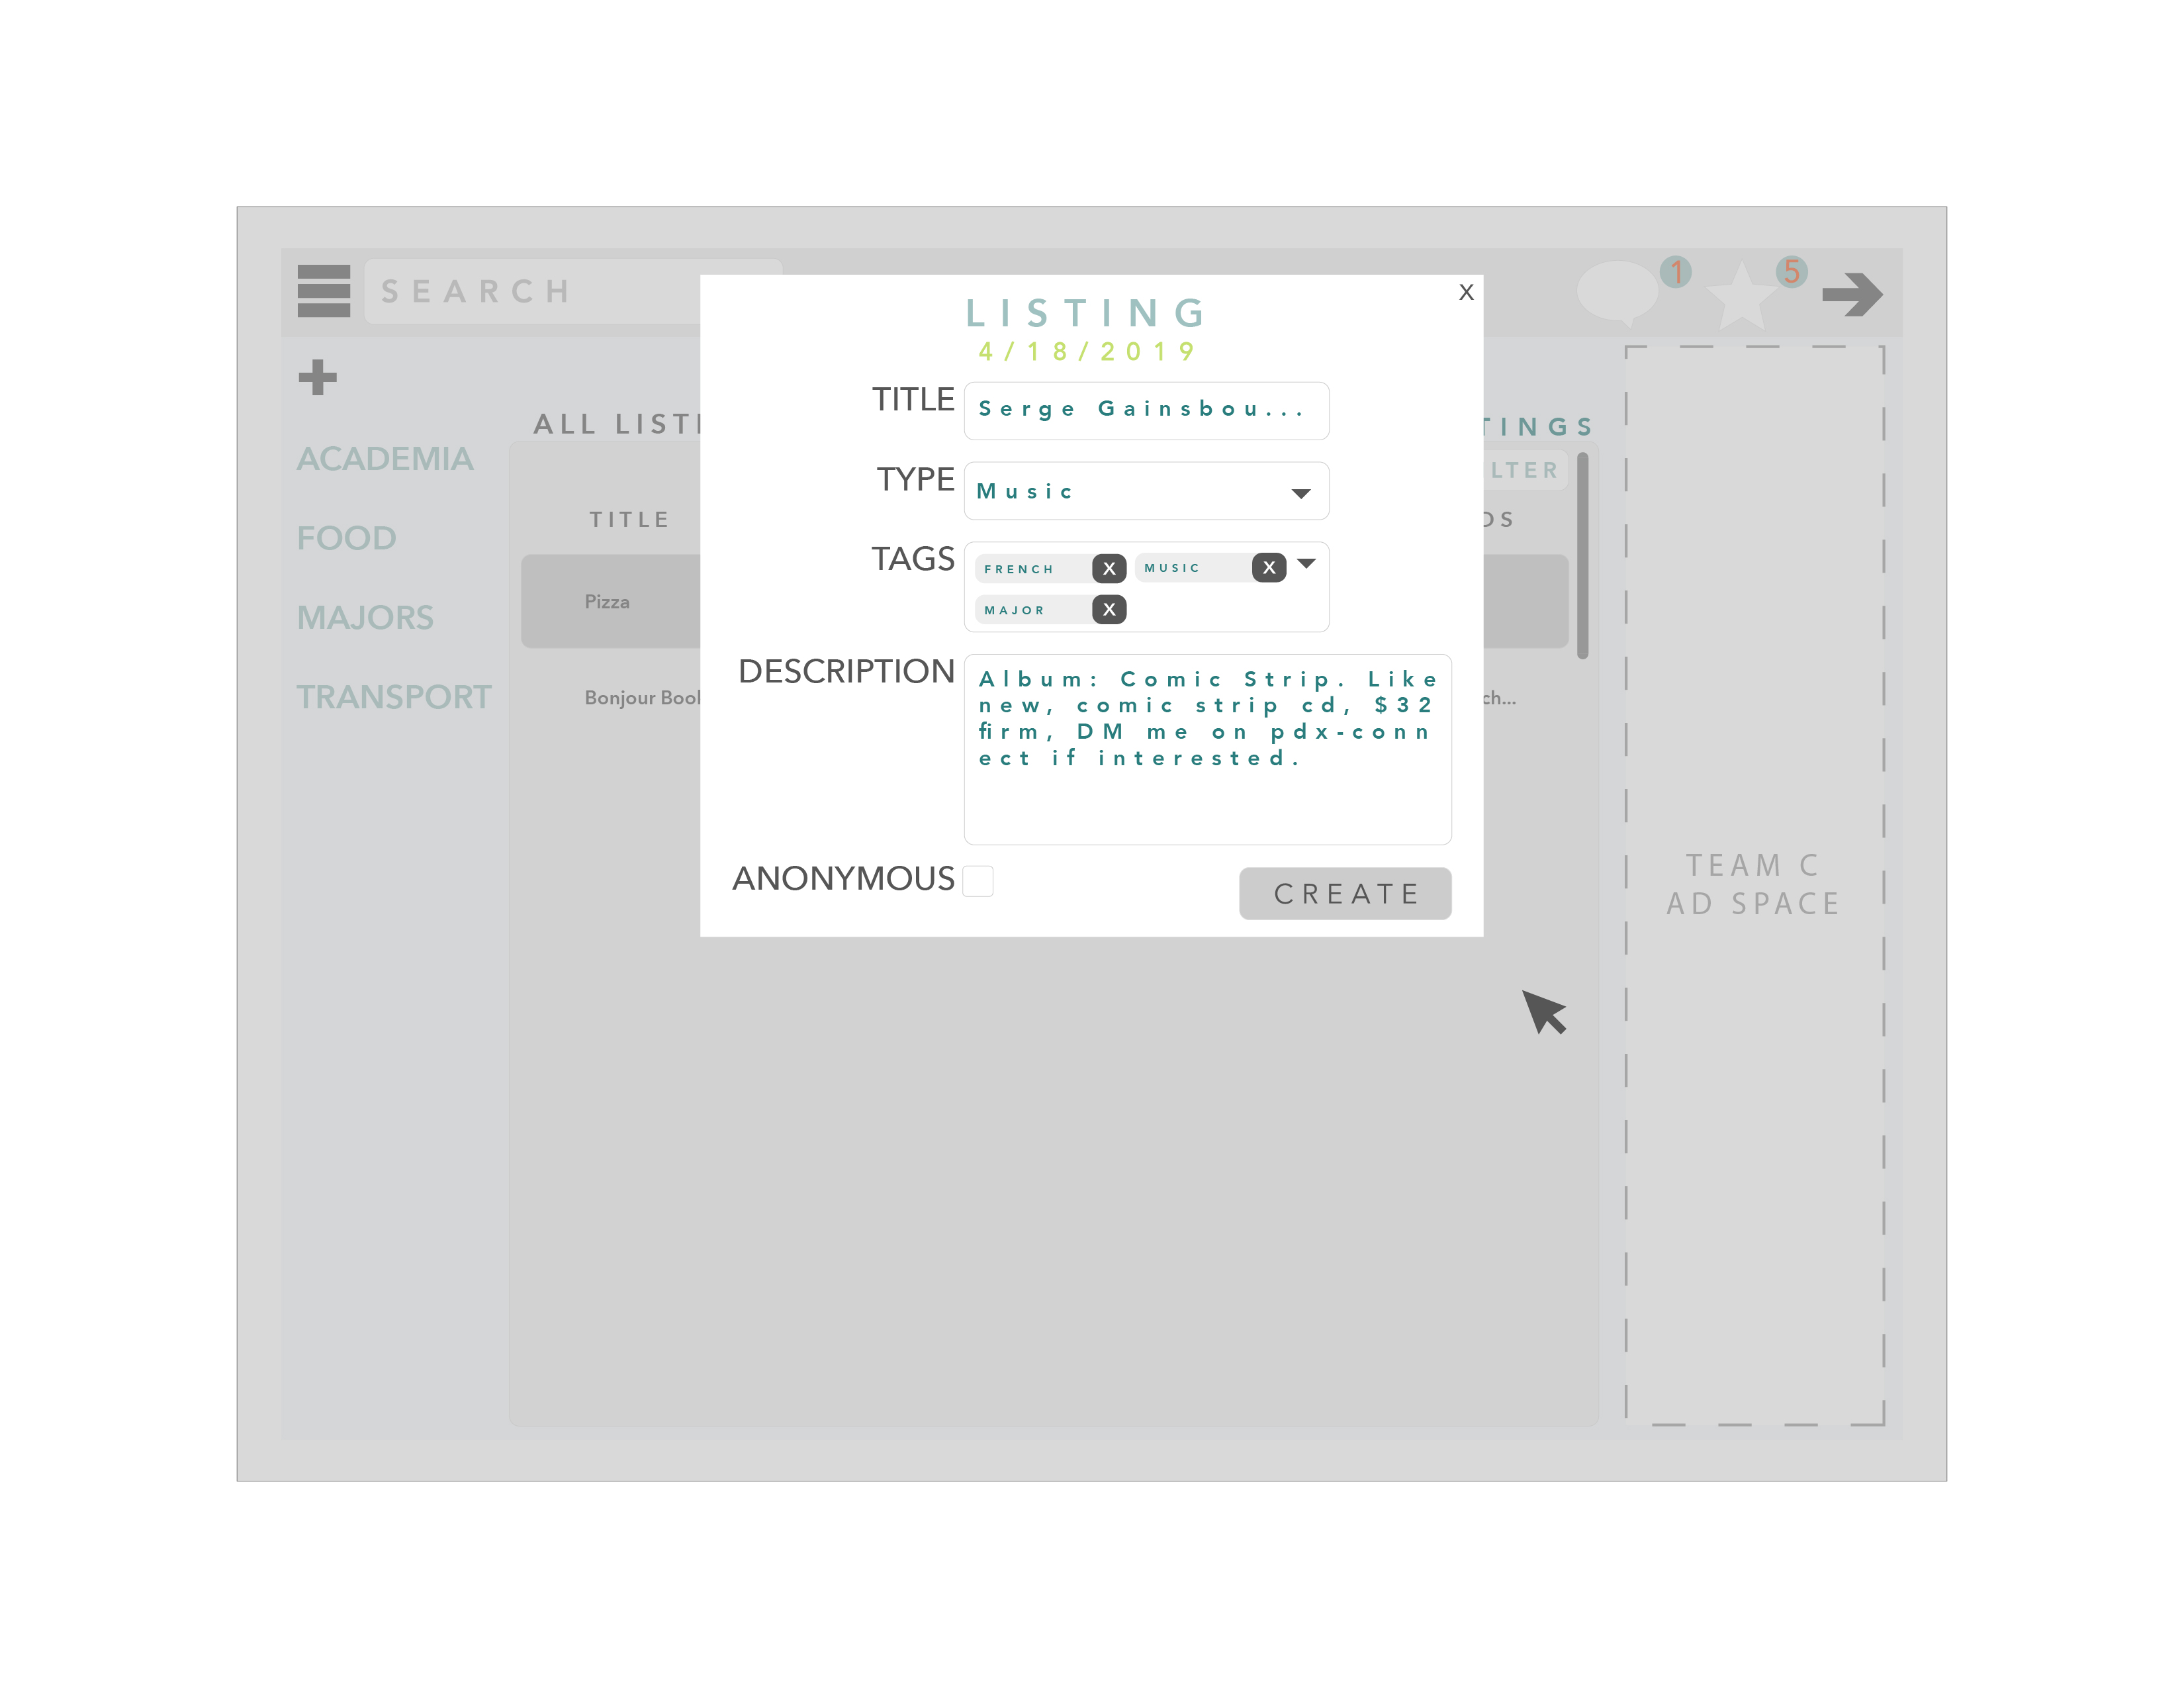 SEARCH
1
5
X
LISTING
4/18/2019
TITLE
Serge Gainsbou...
TYPE
Music
TAGS
FRENCH X
MUSIC X
MAJOR X
DESCRIPTION
Album: Comic Strip. Like
new, comic strip cd, $32
firm, DM me on pdx-conn
ect if interested.
ANONYMOUS
CREATE
ACADEMIA
FOOD
MAJORS
TRANSPORT
ALL LISTI
TINGS
LTER
TITLE
DS
Pizza
Bonjour Bool
ch...
TEAM C
AD SPACE